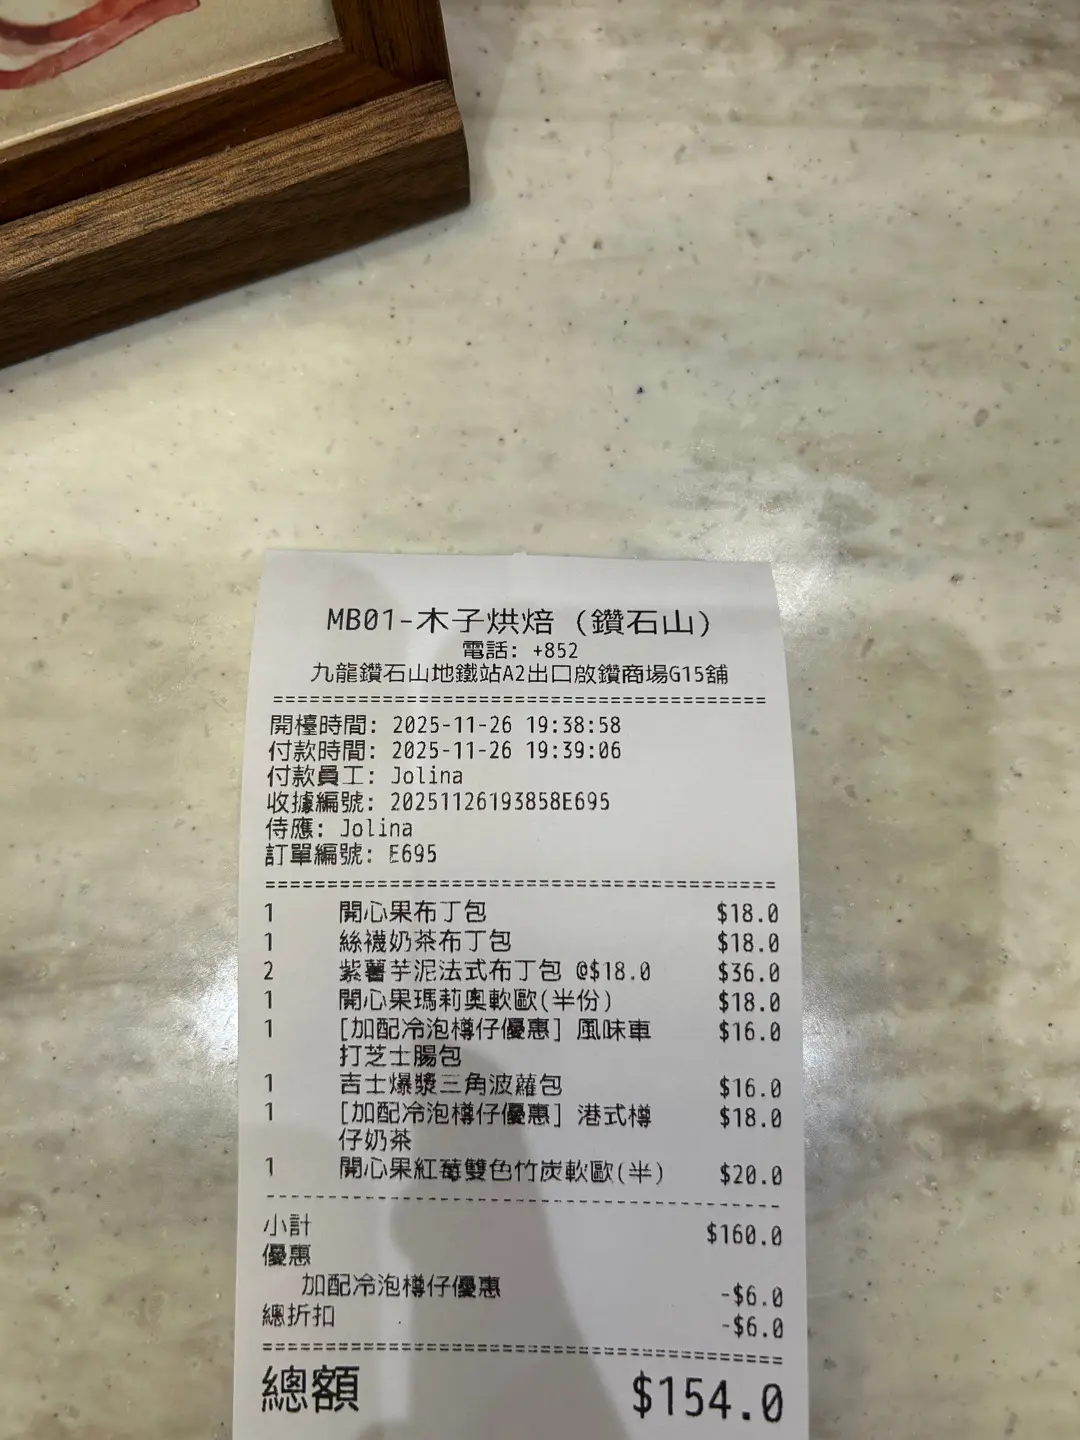 MB01-木子烘焙 (鑽石山)
電話: +852
九龍鑽石山地鐵站A2出口啟鑽商場G15舖
開檯時間: 2025-11-26 19:38:58
付款時間: 2025-11-26 19:39:06
付款員工: Jolina
收據編號: 20251126193858E695
侍應: Jolina
訂單編號: E695
1 開心果布丁包 $18.0
1 絲襪奶茶布丁包 $18.0
2 紫薯芋泥法式布丁包 @$18.0 $36.0
1 開心果瑪莉奧軟歐(半份) $18.0
1 [加配冷泡樽仔優惠] 風味車 $16.0
打芝士腸包
1 吉士爆漿三角波蘿包 $16.0
1 [加配冷泡樽仔優惠] 港式樽 $18.0
仔奶茶
1 開心果紅莓雙色竹炭軟歐(半) $20.0
小計 $160.0
優惠
加配冷泡樽仔優惠 -$6.0
總折扣 -$6.0
總額 $154.0